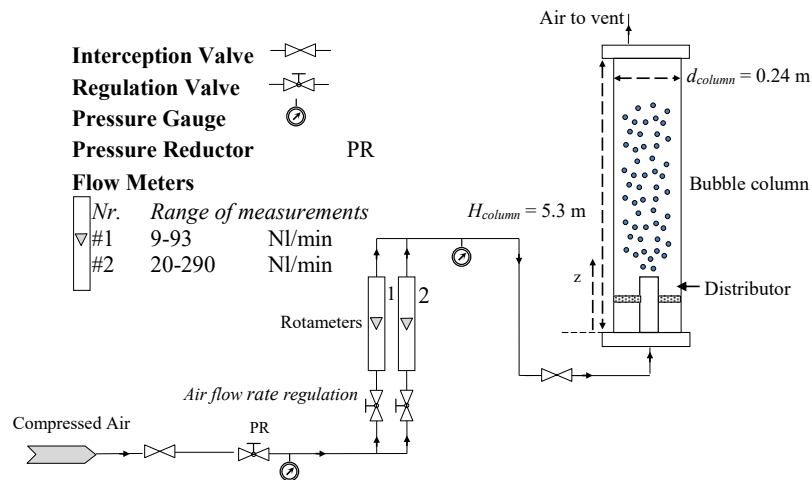 Air to vent
Interception Valve
Regulation Valve
Pressure Gauge
Pressure Reductor PR
Flow Meters
Nr. Range of measurements
#1 9-93 Nl/min
#2 20-290 Nl/min
d_column = 0.24 m
Bubble column
H_column = 5.3 m
z
Distributor
1
2
Rotameters
Air flow rate regulation
Compressed Air
PR